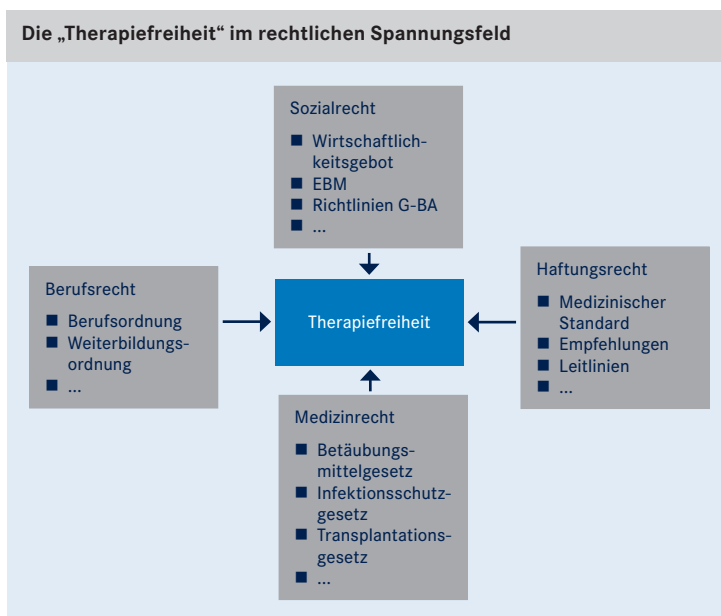 Die „Therapiefreiheit“ im rechtlichen Spannungsfeld
Sozialrecht
■ Wirtschaftlich-
keitsgebot
■ EBM
■ Richtlinien G-BA
■ ...
Berufsrecht
■ Berufsordnung
■ Weiterbildungs-
ordnung
■ ...
Therapiefreiheit
Haftungsrecht
■ Medizinischer
Standard
■ Empfehlungen
■ Leitlinien
■ ...
Medizinrecht
■ Betäubungs-
mittelgesetz
■ Infektionsschutz-
gesetz
■ Transplantations-
gesetz
■ ...